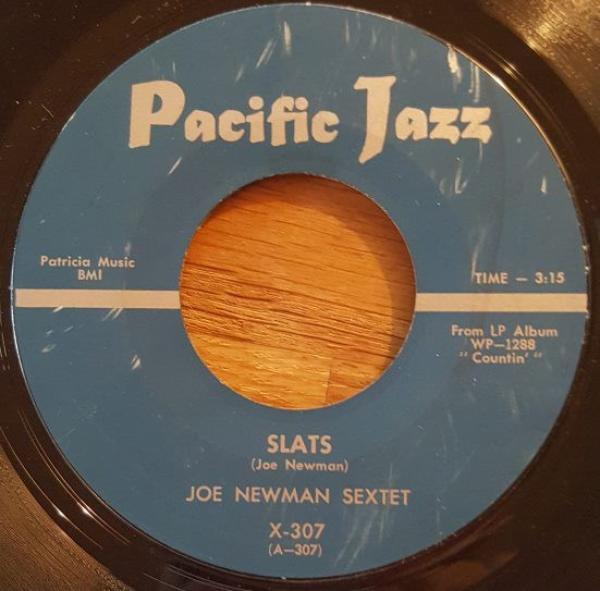 Pacific Jazz
Patricia Music
BMI
TIME — 3:15
From LP Album
WP—1288
"Countin'"
SLATS
(Joe Newman)
JOE NEWMAN SEXTET
X-307
(A—307)